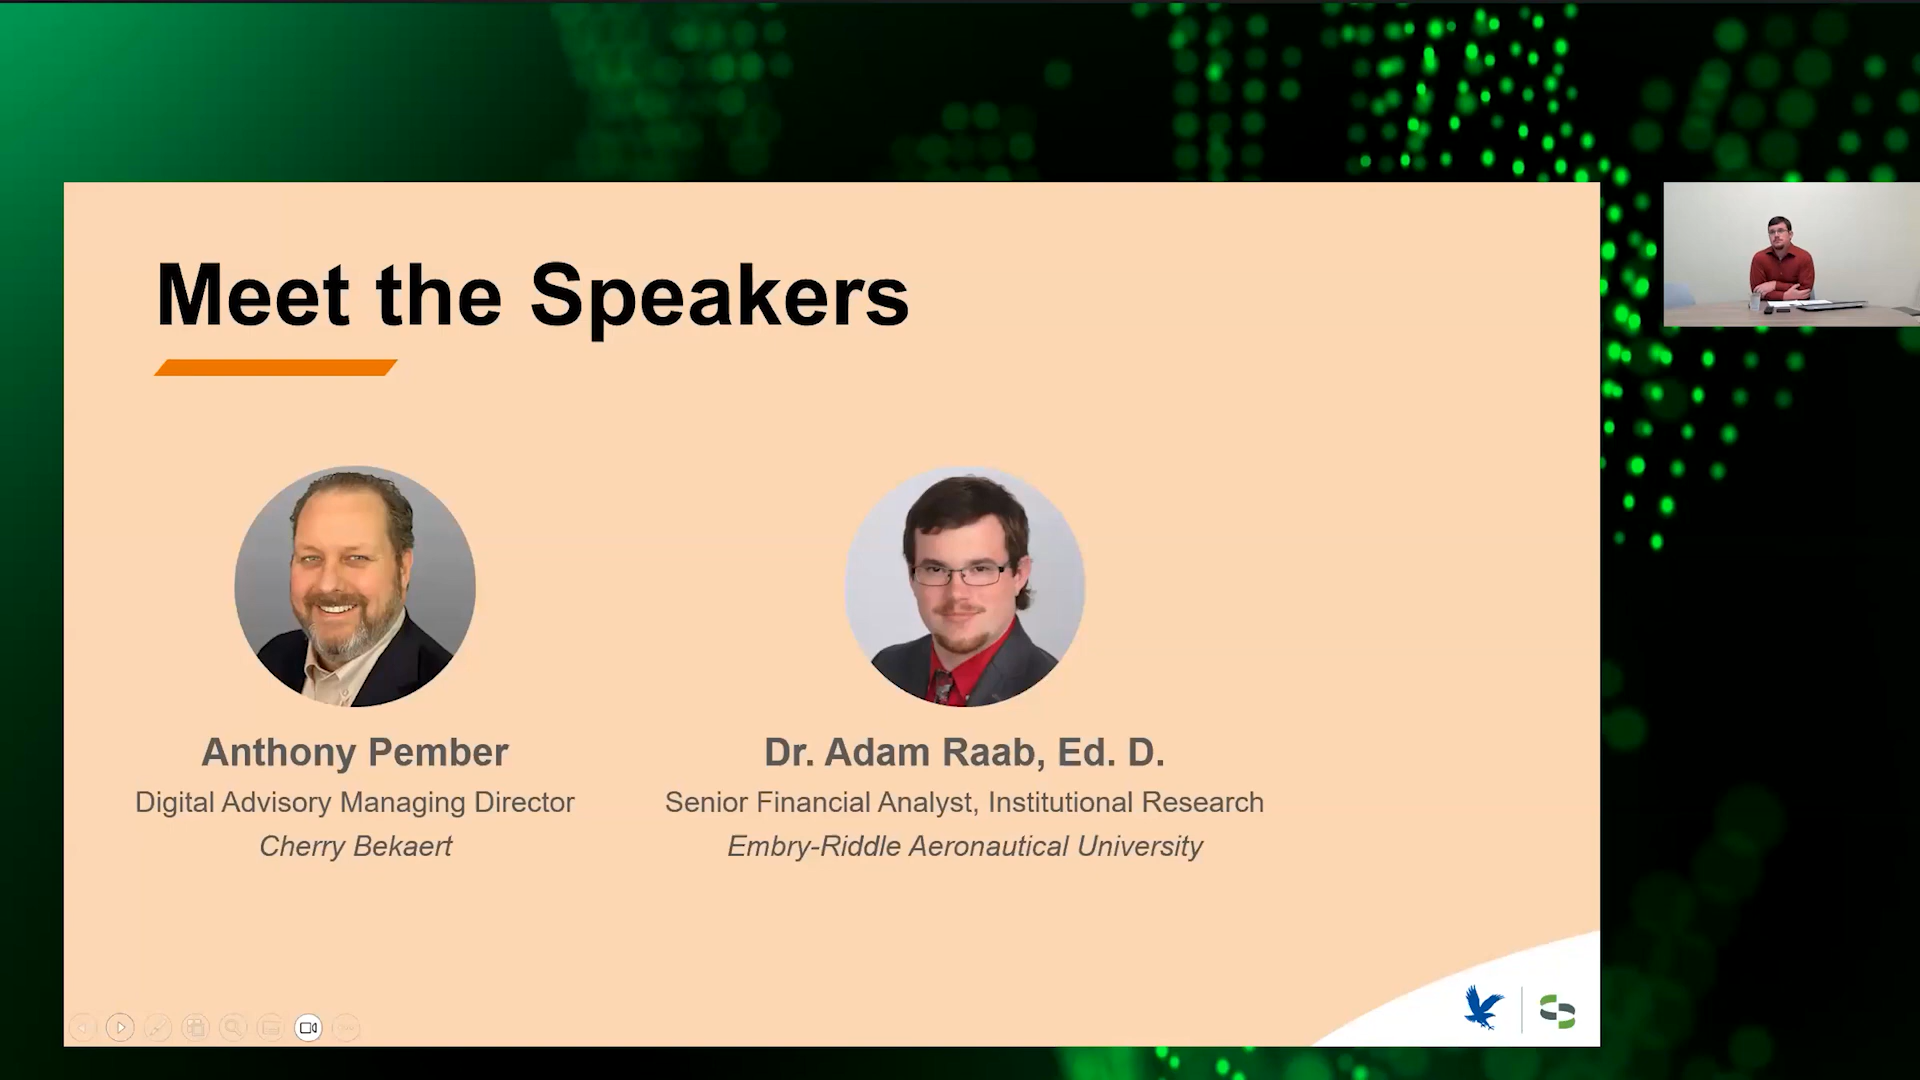 Meet the Speakers
Anthony Pember
Digital Advisory Managing Director
Cherry Bekaert
Dr. Adam Raab, Ed. D.
Senior Financial Analyst, Institutional Research
Embry-Riddle Aeronautical University